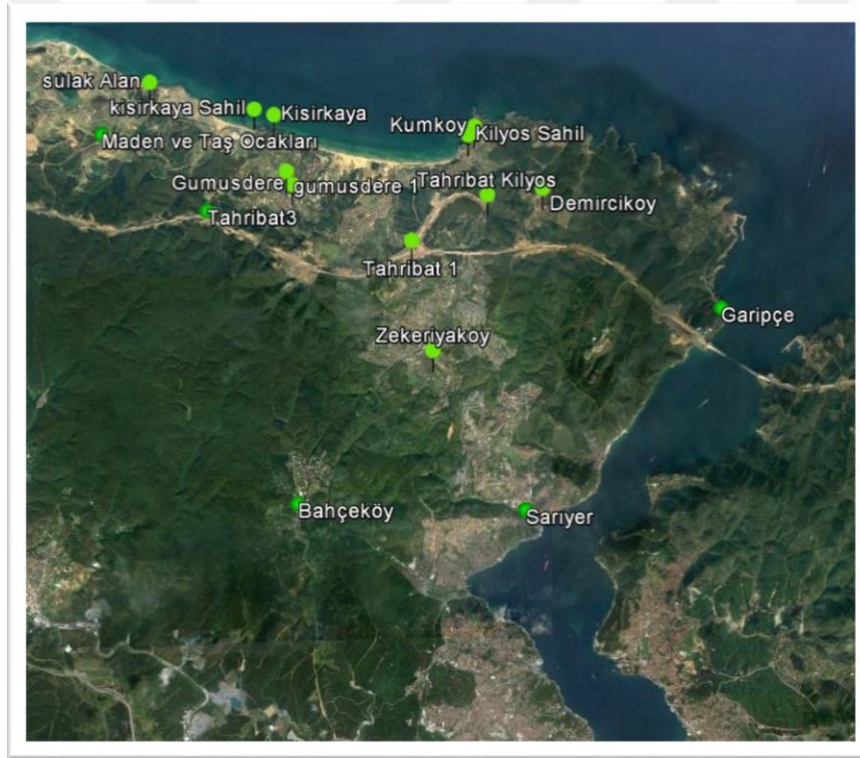 sulak Alan
kisirkaya Sahil
Kisirkaya
Maden ve Taş Ocakları
Kumkoy
Kilyos Sahil
Gumusdere
gumusdere 1
Tahribat Kilyos
Demircikoy
Tahribat3
Tahribat 1
Garipçe
Zekeriyakoy
Bahçeköy
Sarıyer